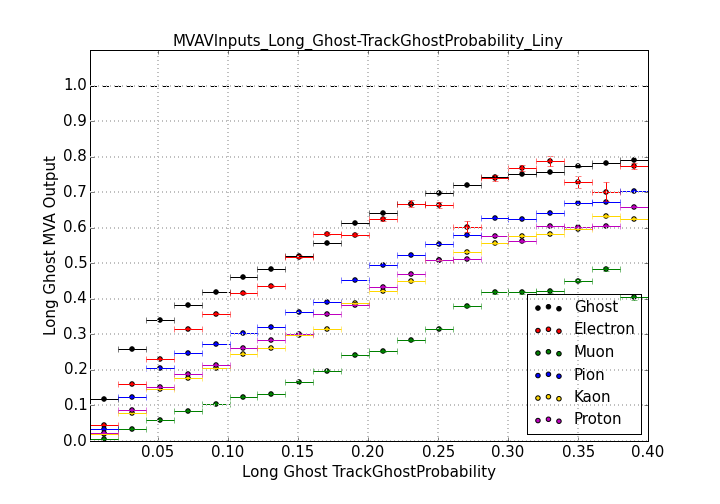 MVAVInputs_Long_Ghost-TrackGhostProbability_Liny
Long Ghost MVA Output
1.0
0.9
0.8
0.7
0.6
0.5
0.4
0.3
0.2
0.1
0.0
Ghost
Electron
Muon
Pion
Kaon
Proton
0.05 0.10 0.15 0.20 0.25 0.30 0.35 0.40
Long Ghost TrackGhostProbability